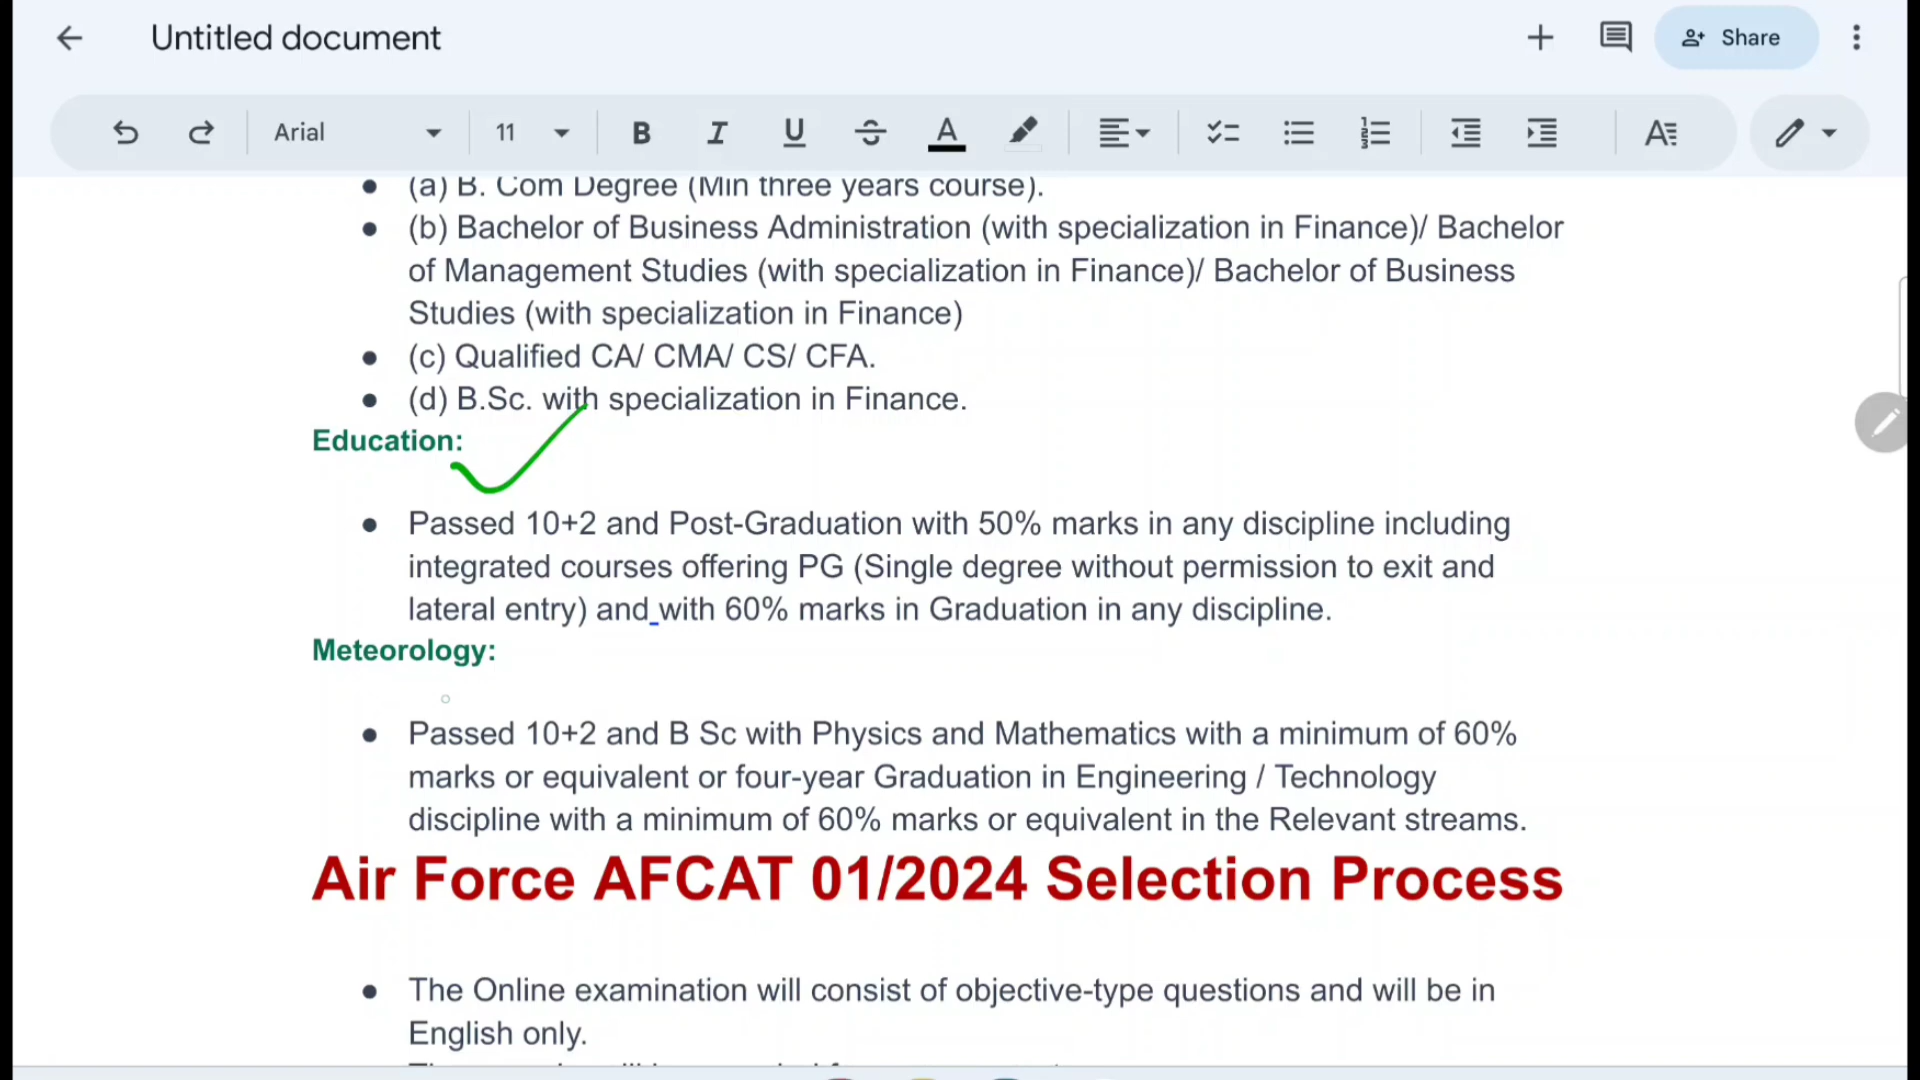 Untitled document
Share
Arial
11
(a) B. Com Degree (Min three years course).
(b) Bachelor of Business Administration (with specialization in Finance)/ Bachelor
of Management Studies (with specialization in Finance)/ Bachelor of Business
Studies (with specialization in Finance)
(c) Qualified CA/ CMA/ CS/ CFA.
(d) B.Sc. with specialization in Finance.
Education:
Passed 10+2 and Post-Graduation with 50% marks in any discipline including
integrated courses offering PG (Single degree without permission to exit and
lateral entry) and with 60% marks in Graduation in any discipline.
Meteorology:
Passed 10+2 and B Sc with Physics and Mathematics with a minimum of 60%
marks or equivalent or four-year Graduation in Engineering / Technology
discipline with a minimum of 60% marks or equivalent in the Relevant streams.
Air Force AFCAT 01/2024 Selection Process
The Online examination will consist of objective-type questions and will be in
English only.